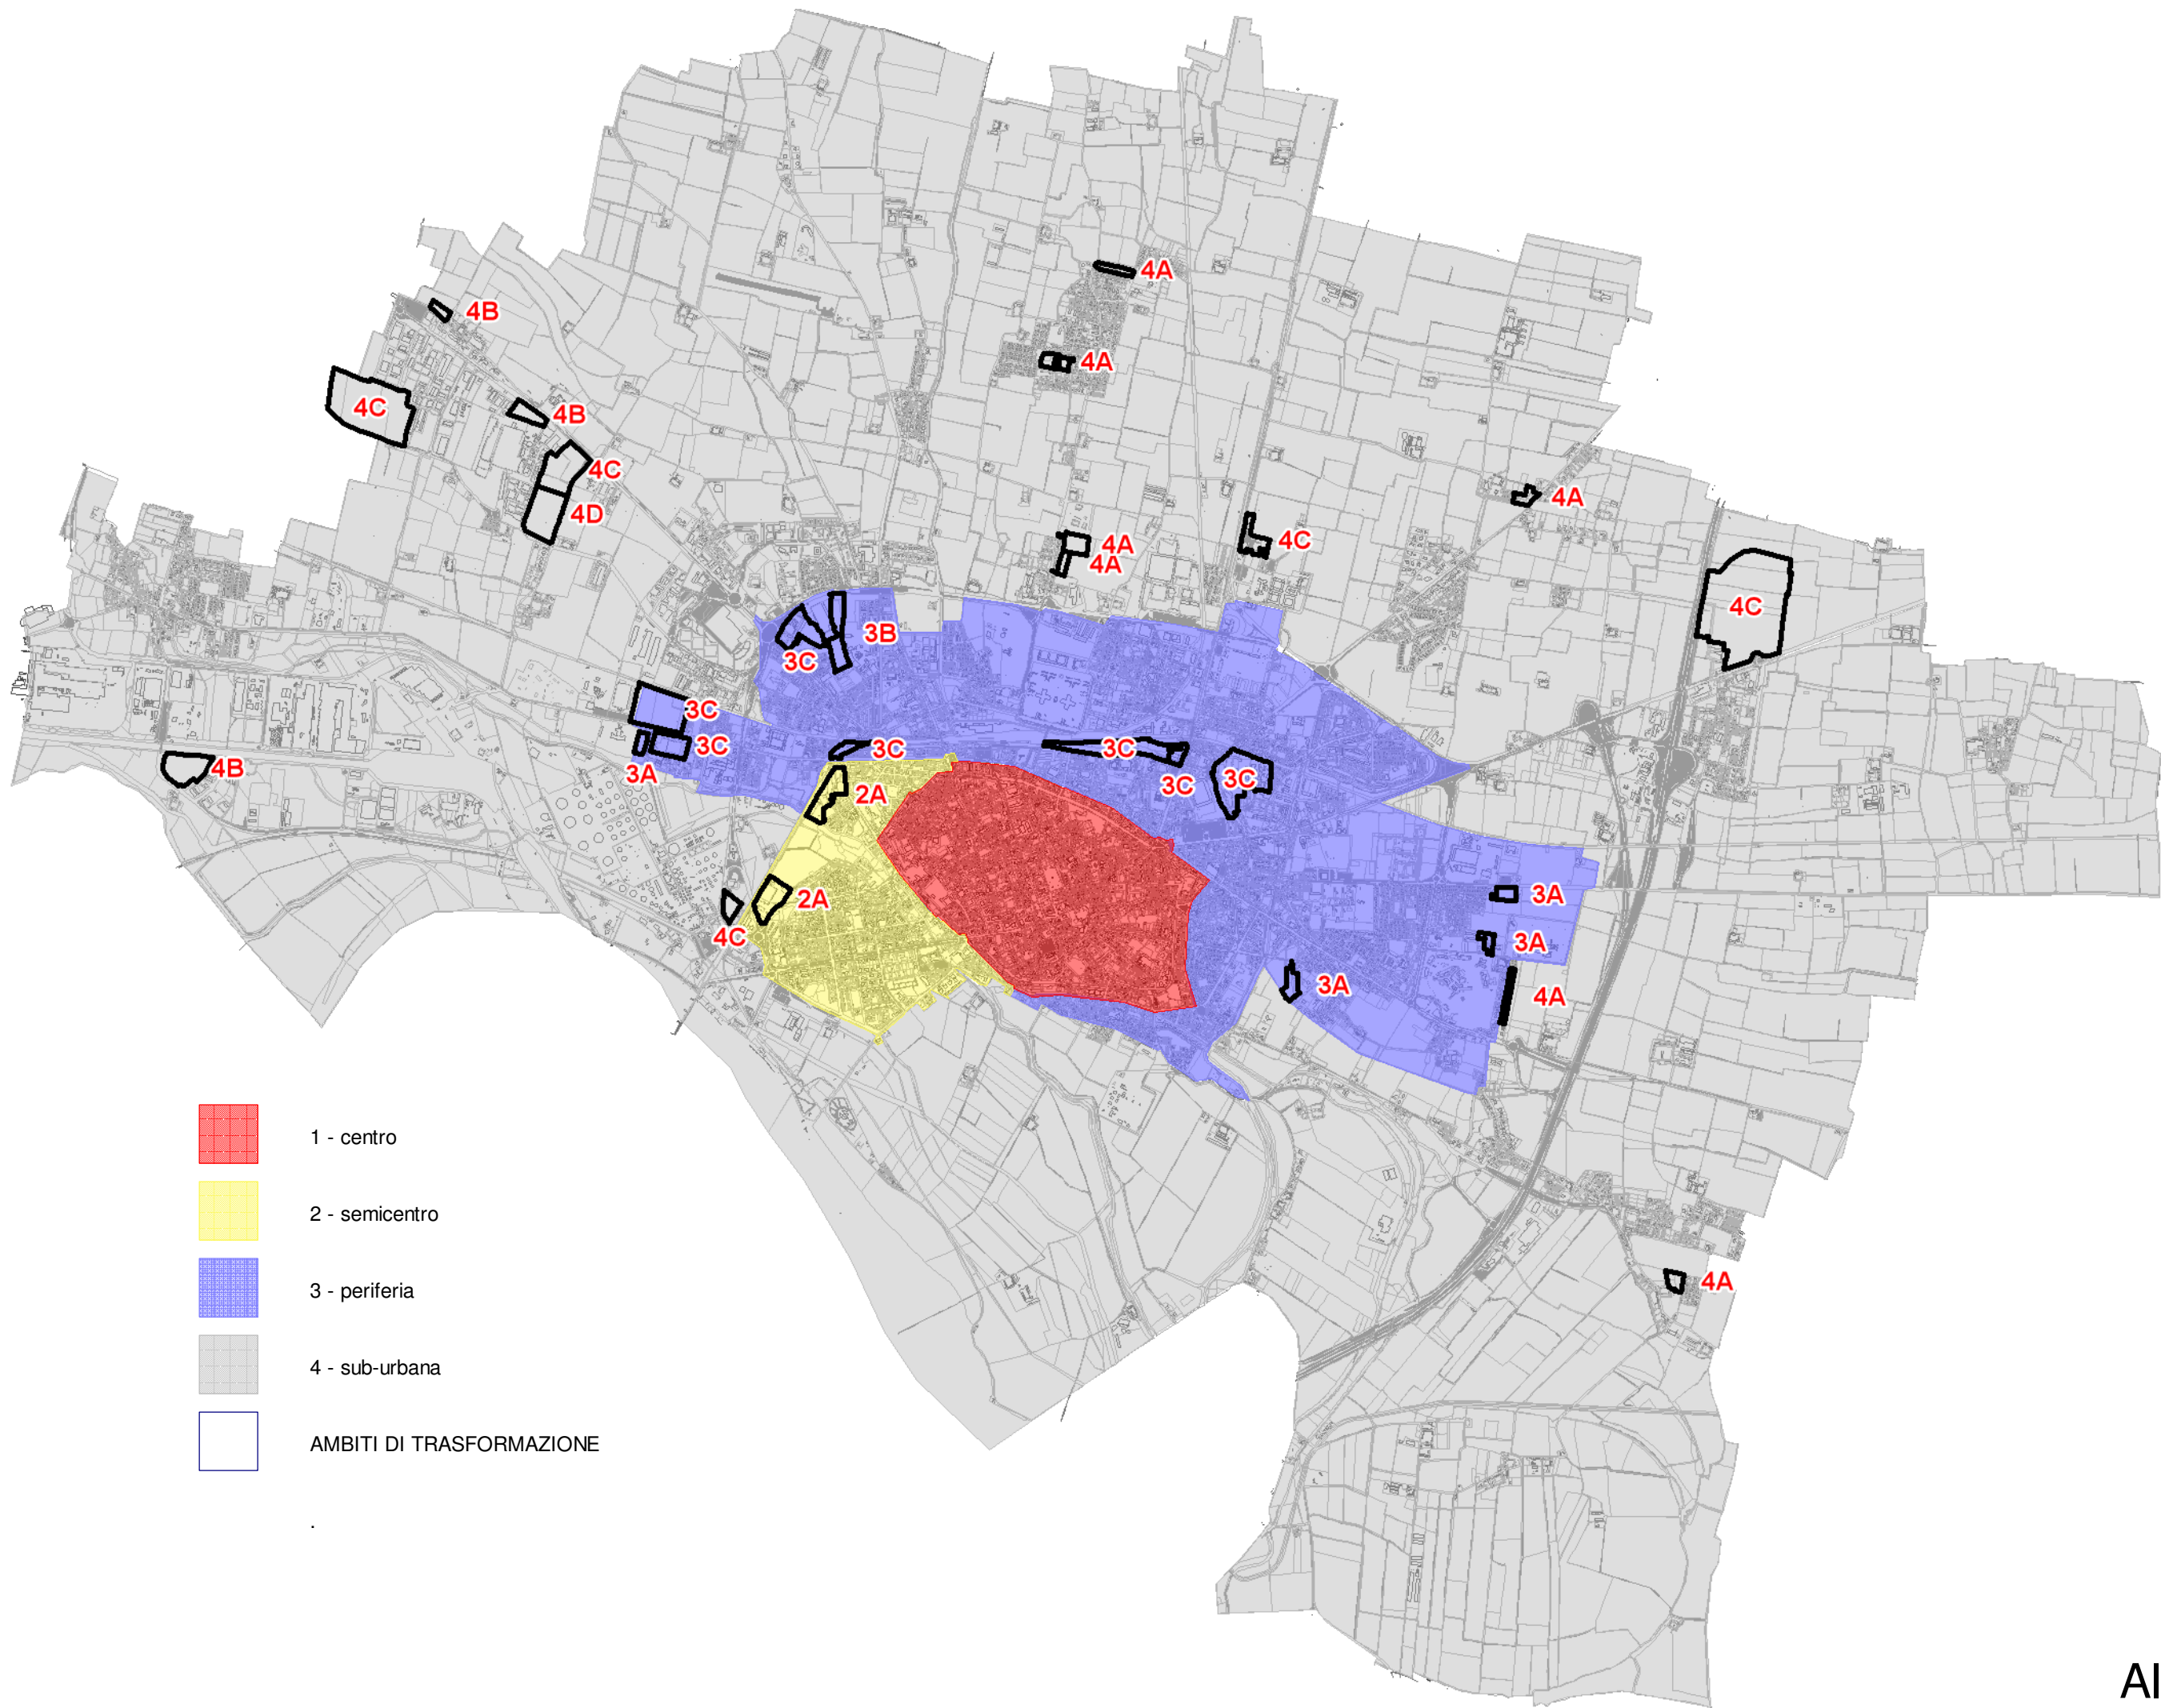 4A
4B
4A
4C
4B
4C
4A
4D
4C
4A
4A
4C
3B
3C
3C
3C
3C
3C
4B
3A
3C
3C
2A
3A
2A
4C
3A
3A
4A
1 - centro
2 - semicentro
4A
3 - periferia
4 - sub-urbana
AMBITI DI TRASFORMAZIONE
.
Al